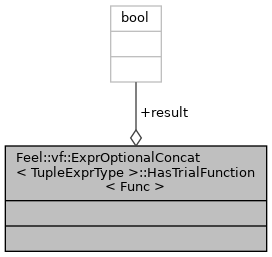 bool
+result
Feel::vf::ExprOptionalConcat
< TupleExprType >::HasTrialFunction
< Func >